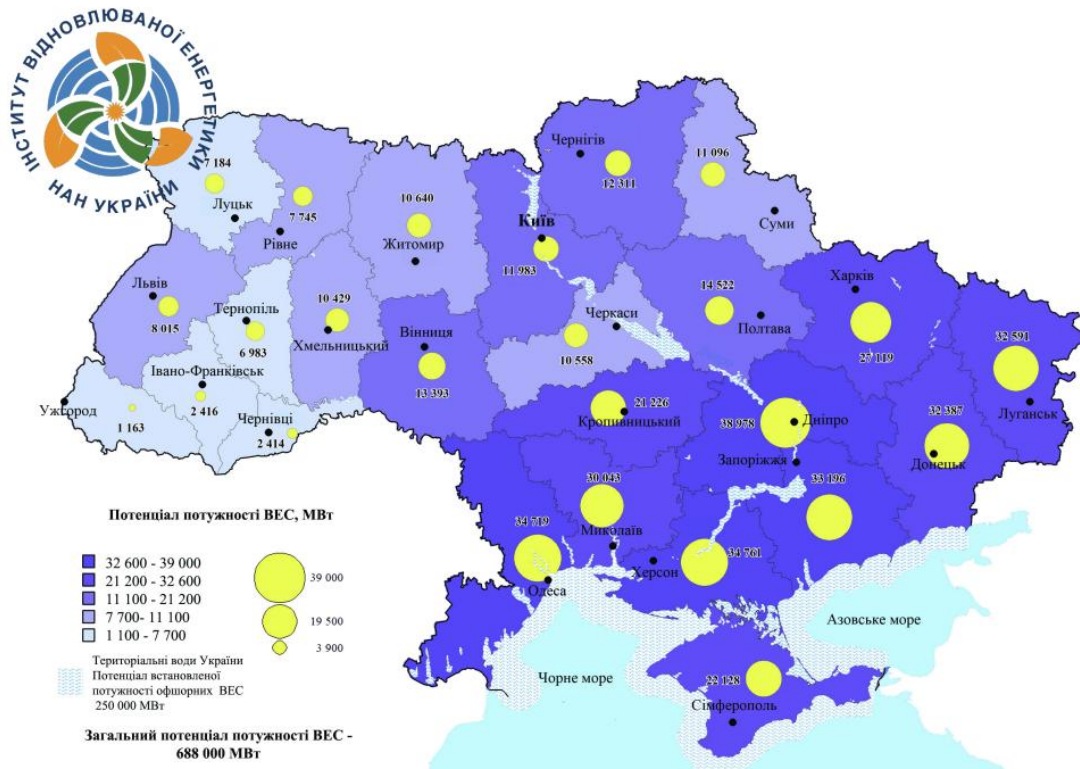 ІНСТИТУТ ВІДНОВЛЮВАНОЇ ЕНЕРГЕТИКИ
НАН УКРАЇНИ
7 184
Луцьк
7 745
Рівне
10 640
Житомир
Чернігів
12 311
11 096
Суми
Київ
11 983
Львів
8 015
Тернопіль
6 983
10 429
Хмельницький
Вінниця
13 393
Черкаси
10 558
14 522
Полтава
Харків
27 119
32 591
Луганськ
Івано-Франківськ
2 416
Ужгород
1 163
Чернівці
2 414
21 226
Кропивницький
38 978
Дніпро
Запоріжжя
32 387
Донецьк
33 196
30 043
Миколаїв
34 719
Одеса
Херсон
34 761
Азовське море
Чорне море
22 128
Сімферополь
Потенціал потужності ВЕС, МВт
32 600 - 39 000
21 200 - 32 600
11 100 - 21 200
7 700- 11 100
1 100 - 7 700
39 000
19 500
3 900
Територіальні води України
Потенціал встановленої
потужності офшорних ВЕС
250 000 МВт
Загальний потенціал потужності ВЕС -
688 000 МВт